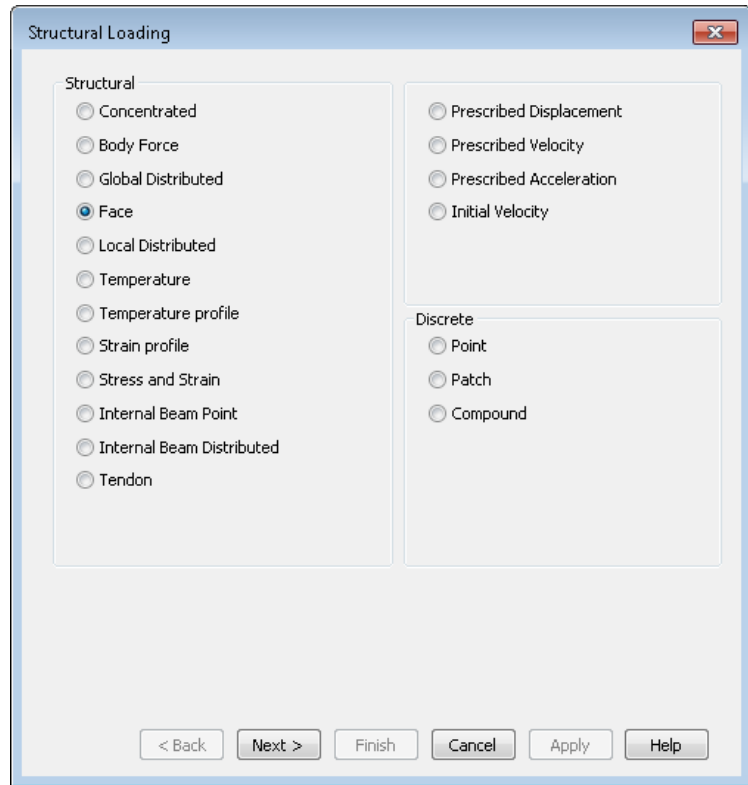 Structural Loading
Structural
Concentrated
Body Force
Global Distributed
Face
Local Distributed
Temperature
Temperature profile
Strain profile
Stress and Strain
Internal Beam Point
Internal Beam Distributed
Tendon
Prescribed Displacement
Prescribed Velocity
Prescribed Acceleration
Initial Velocity
Discrete
Point
Patch
Compound
< Back Next > Finish Cancel Apply Help